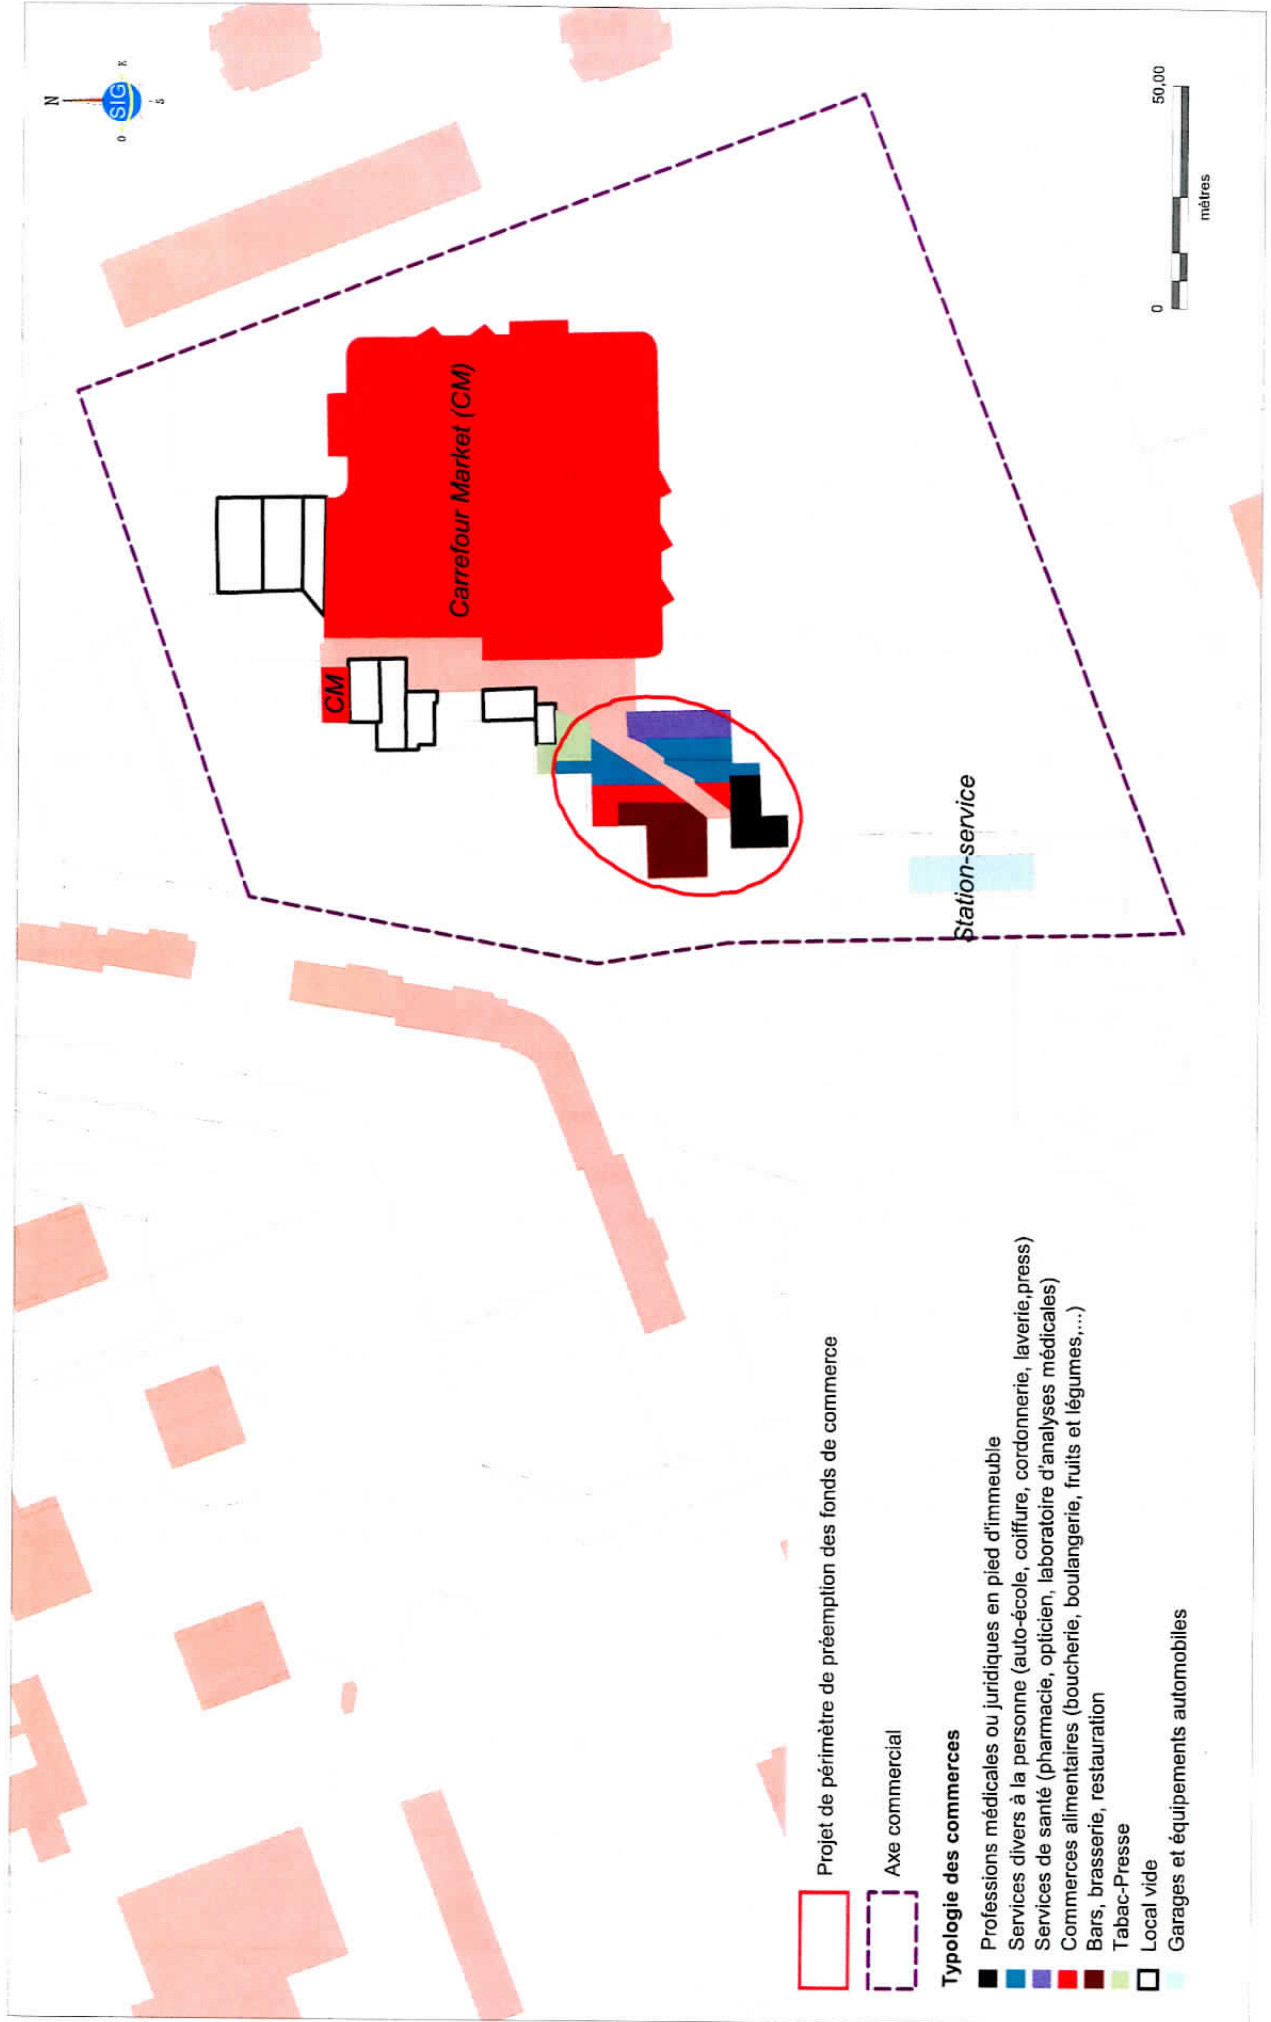 N
O
SIG
E
S
CM
Carrefour Market (CM)
Station-service
0
50,00
mètres
Projet de périmètre de préemption des fonds de commerce
Axe commercial
Typologie des commerces
Professions médicales ou juridiques en pied d'immeuble
Services divers à la personne (auto-école, coiffure, cordonnerie, laverie,press)
Services de santé (pharmacie, opticien, laboratoire d'analyses médicales)
Commerces alimentaires (boucherie, boulangerie, fruits et légumes,...)
Bars, brasserie, restauration
Tabac-Presse
Local vide
Garages et équipements automobiles